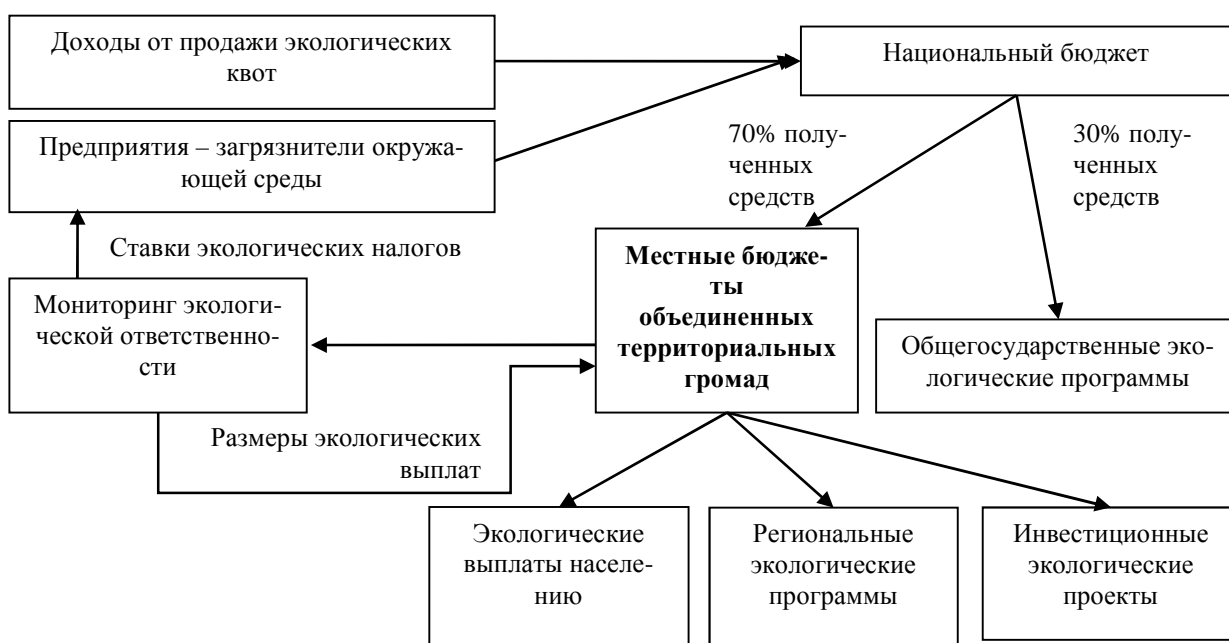 Доходы от продажи экологических
квот
Национальный бюджет
Предприятия – загрязнители окружа-
ющей среды
70% полу-
ченных
средств
30% полу-
ченных
средств
Ставки экологических налогов
Мониторинг экологи-
ческой ответственно-
сти
Местные бюдже-
ты
объединенных
территориальных
громад
Общегосударственные эко-
логические программы
Размеры экологических
выплат
Экологические
выплаты населе-
нию
Региональные
экологические
программы
Инвестиционные
экологические
проекты